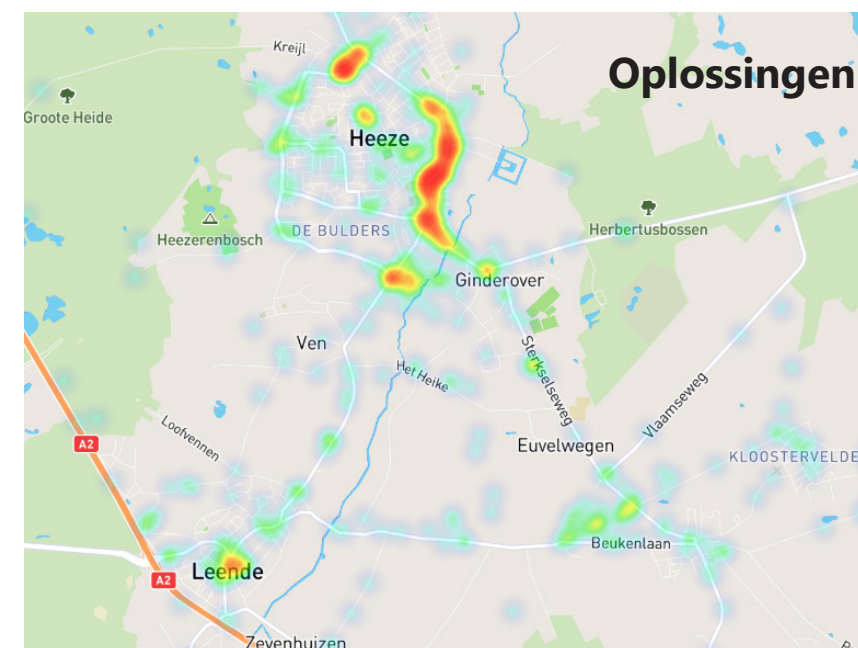 Kreijl
Oplossingen
Groote Heide
Heeze
Heezerenbosch
DE BULDERS
Herbertusbossen
Ginderover
Ven
Het Heike
Sterkselseweg
Vlaamseweg
Loofvennen
A2
Euvelwegen
KLOOSTERVELDE
Beukenlaan
Leende
A2
Zevenhuizen